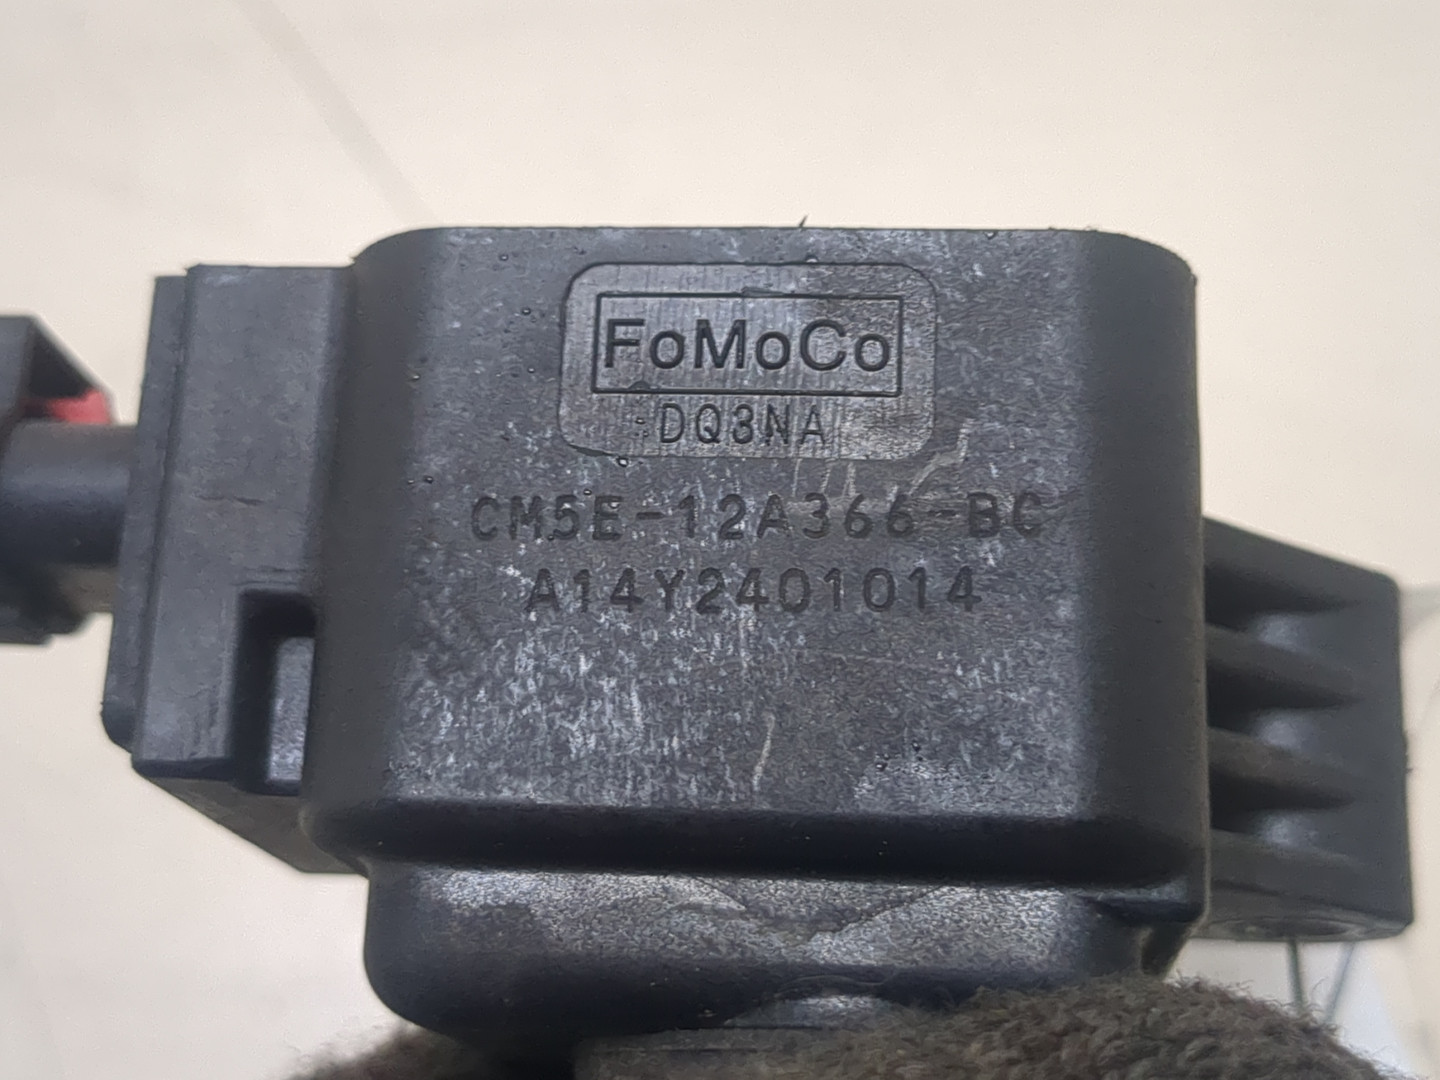 FoMoCo
DQ3NA
CM5E-12A366-BC
A14Y2401014